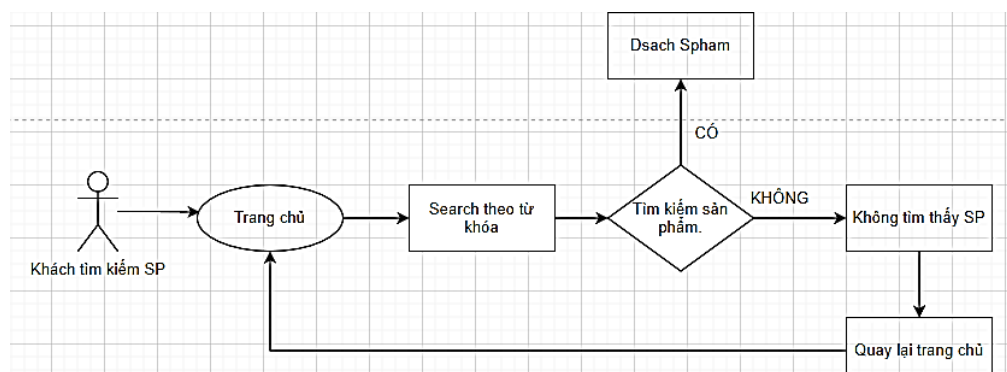 Dsach Spham
CÓ
Trang chủ
Search theo từ
khóa
Tìm kiếm sản
phẩm.
KHÔNG
Không tìm thấy SP
Khách tìm kiếm SP
Quay lại trang chủ